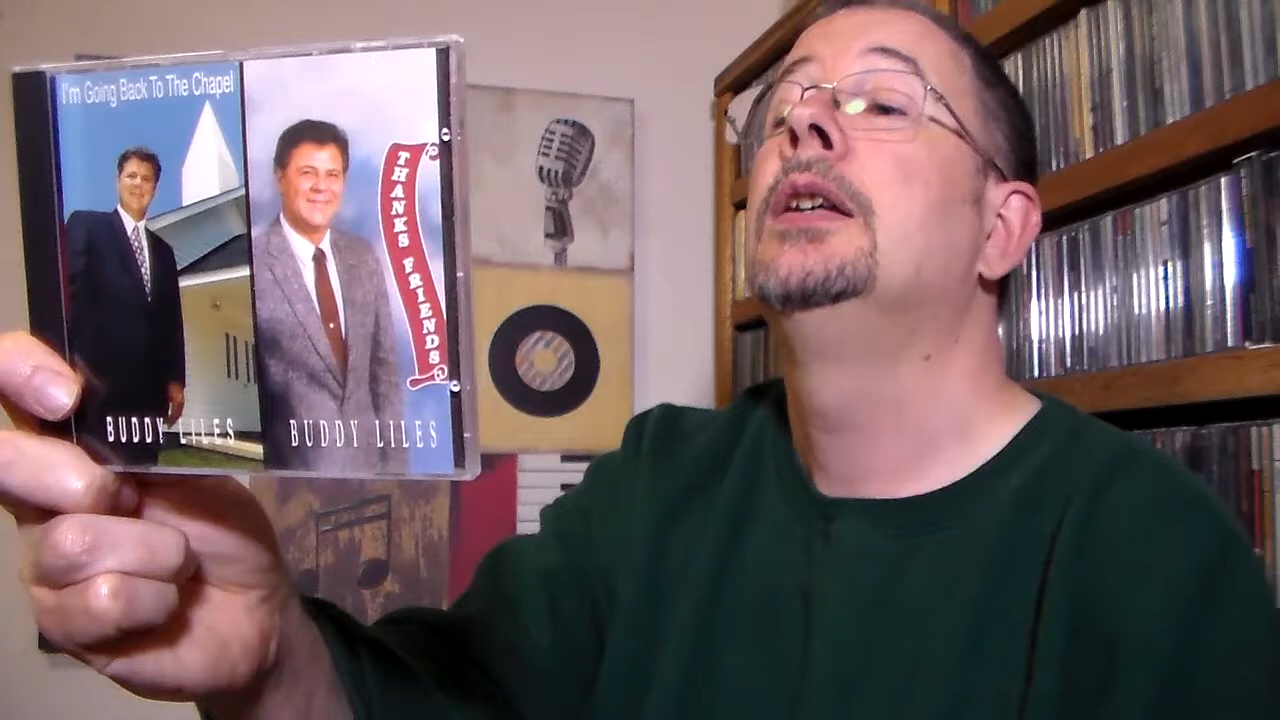 I'm Going Back To The Chapel
BUDDY LILES
THANKS FRIENDS
BUDDY LILES